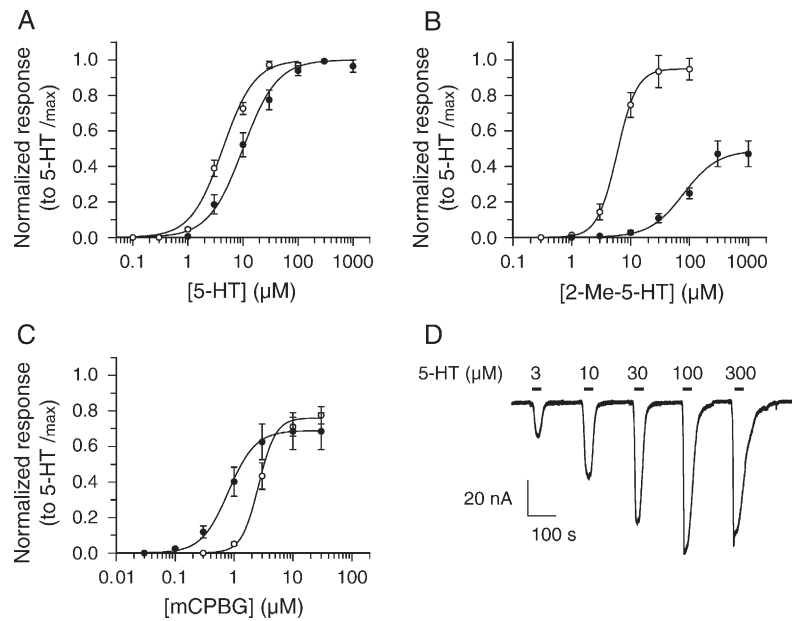 A
Normalized response
(to 5-HT /max)
1.0
0.8
0.6
0.4
0.2
0.0
0.1
1
10
100
1000
[5-HT] (µM)
B
Normalized response
(to 5-HT /max)
1.0
0.8
0.6
0.4
0.2
0.0
0.1
1
10
100
1000
[2-Me-5-HT] (µM)
C
Normalized response
(to 5-HT /max)
1.0
0.8
0.6
0.4
0.2
0.0
0.01
0.1
1
10
100
[mCPBG] (µM)
D
5-HT (µM) 3 10 30 100 300
20 nA
100 s